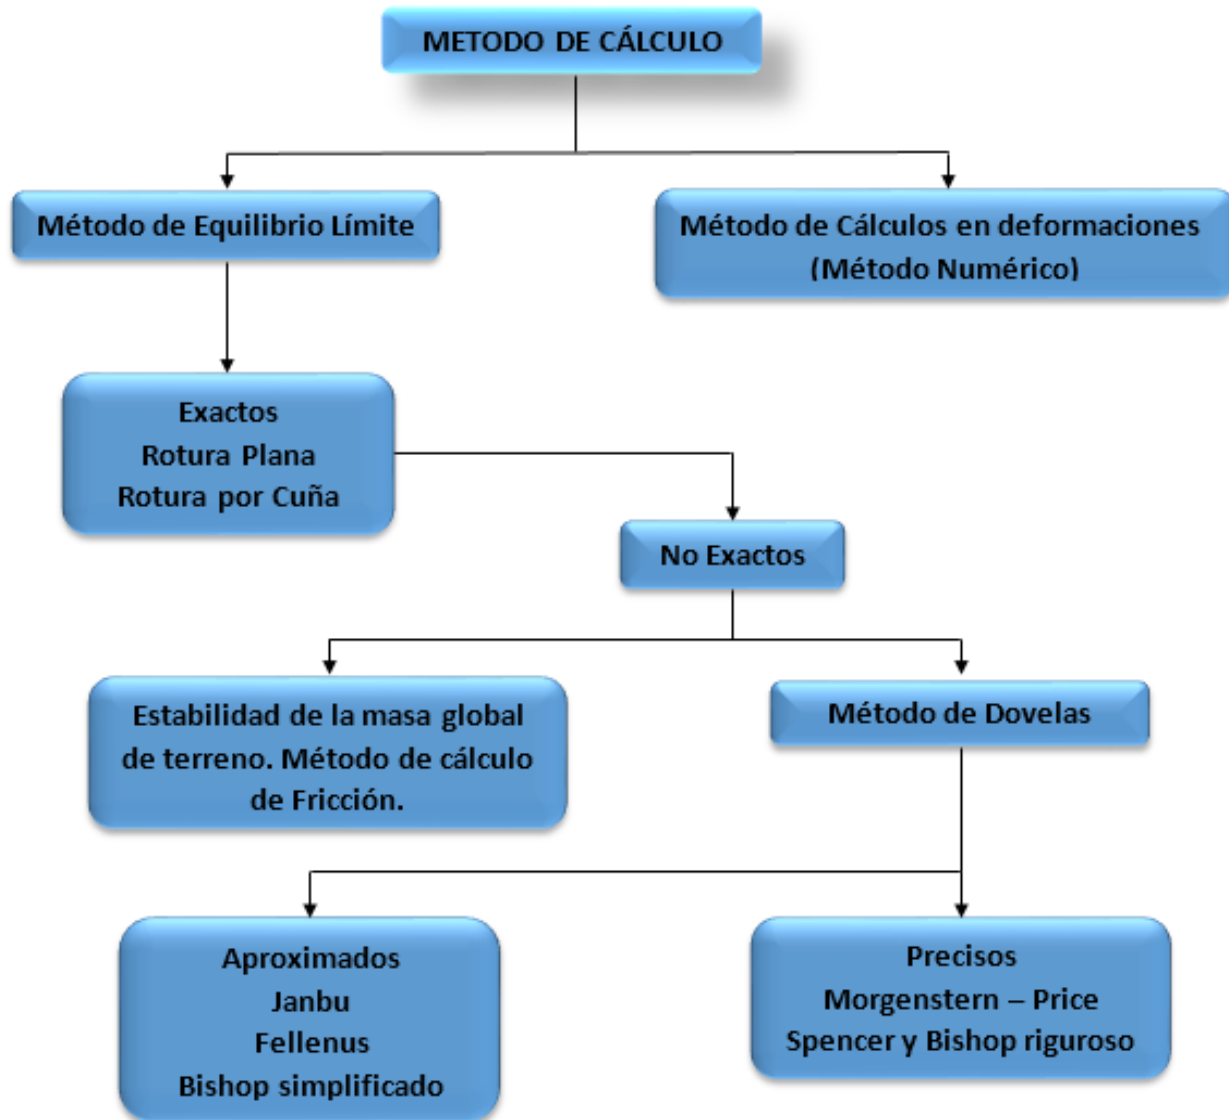 METODO DE CÁLCULO
Método de Equilibrio Límite
Método de Cálculos en deformaciones
(Método Numérico)
Exactos
Rotura Plana
Rotura por Cuña
No Exactos
Estabilidad de la masa global
de terreno. Método de cálculo
de Fricción.
Método de Dovelas
Aproximados
Janbu
Fellenus
Bishop simplificado
Precisos
Morgenstern – Price
Spencer y Bishop riguroso